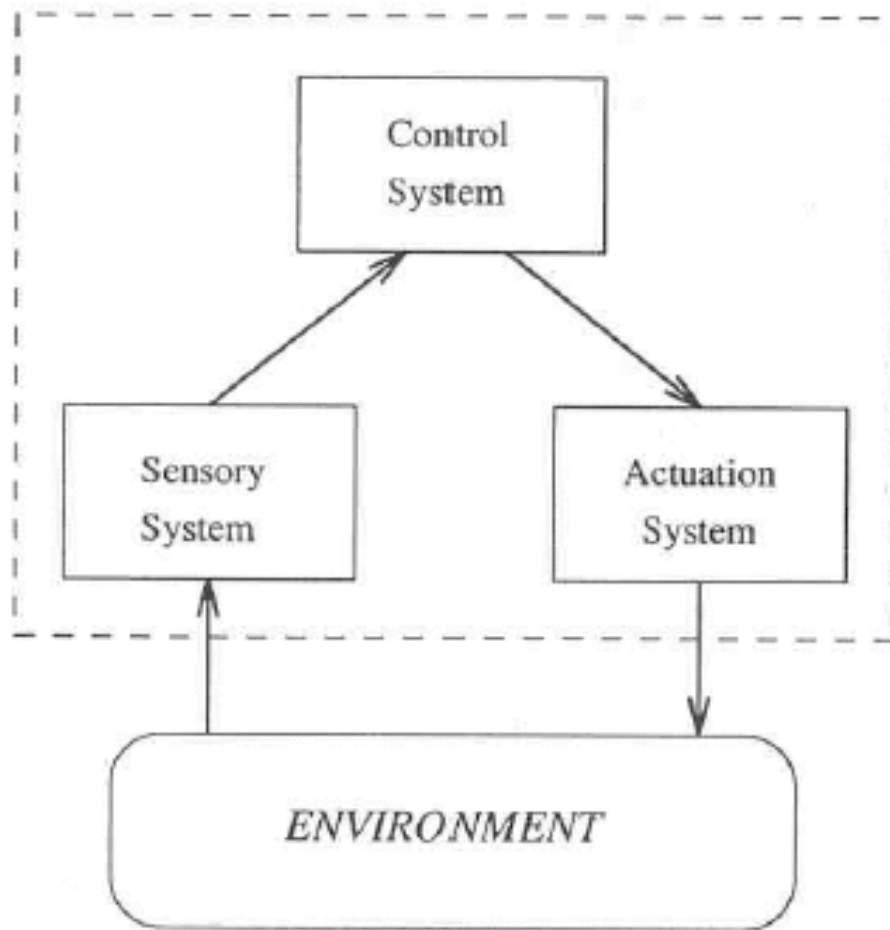 Control
System
Sensory
System
Actuation
System
ENVIRONMENT